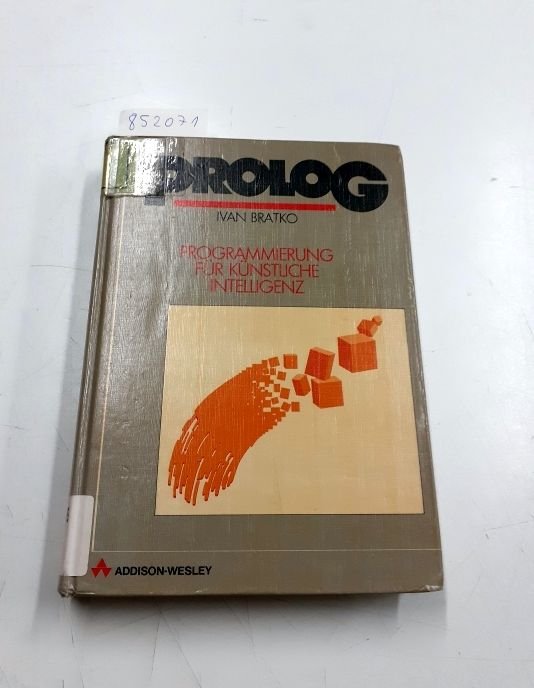 852071
PROLOG
IVAN BRATKO
PROGRAMMIERUNG
FÜR KÜNSTLICHE
INTELLIGENZ
ADDISON-WESLEY